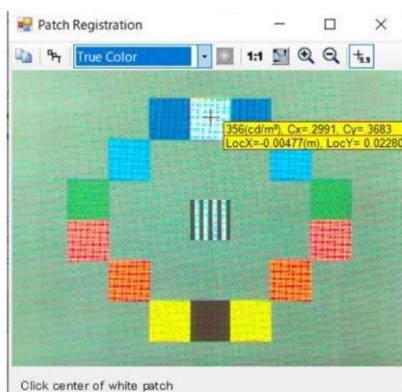 Patch Registration
True Color
1:1
356(cd/m²), Cx=.2991, Cy=.3683
LocX=-0.00477(m), LocY= 0.02280
Click center of white patch